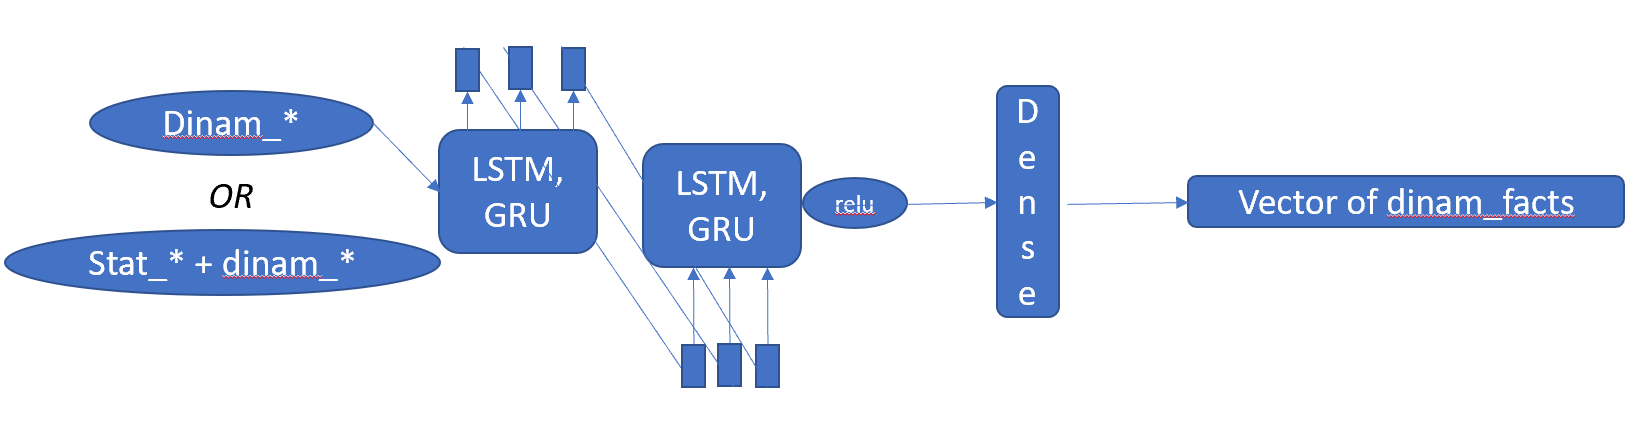 Dinam_*
OR
Stat_* + dinam_*
LSTM,
GRU
LSTM,
GRU
relu
D
e
n
s
e
Vector of dinam_facts